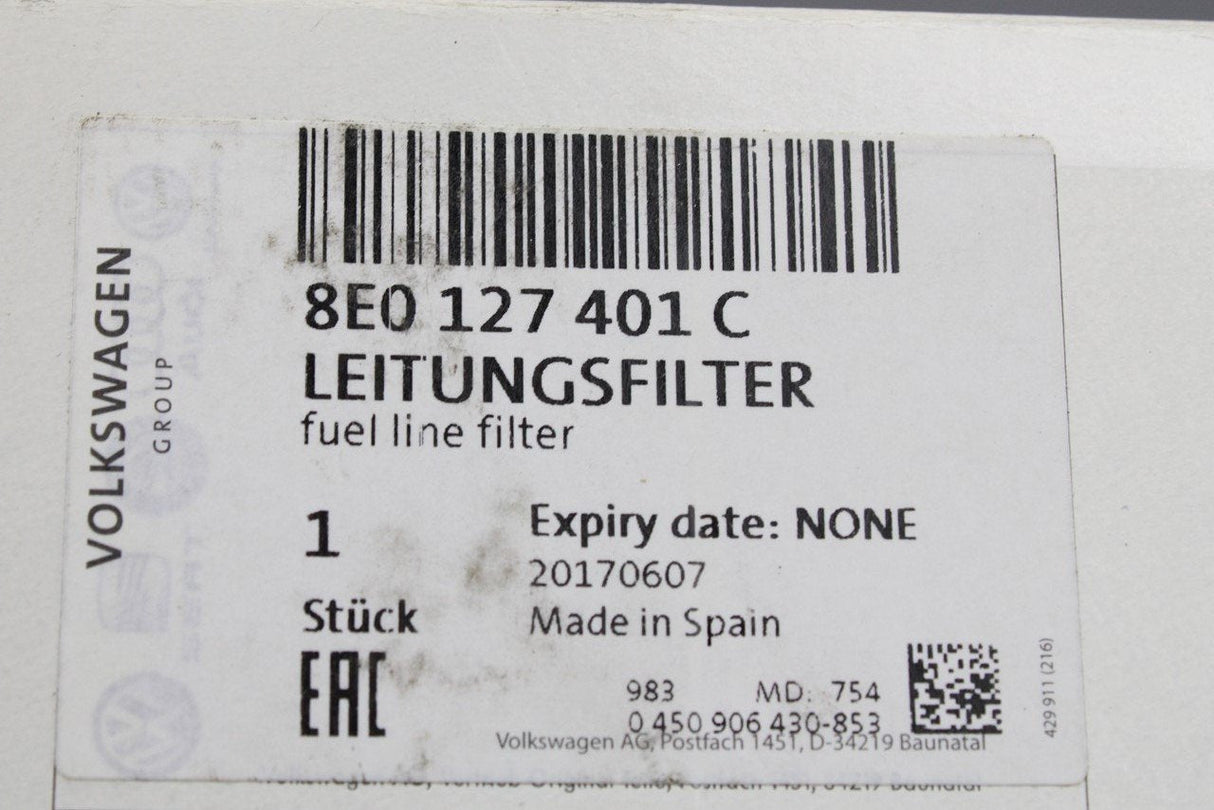 VOLKSWAGEN
GROUP
8E0 127 401 C
LEITUNGSFILTER
fuel line filter
1
Stück
Expiry date: NONE
20170607
Made in Spain
EAC
983 MD: 754
0 450 906 430-853
Volkswagen AG, Postfach 1451, D-34219 Baunatal
429 911 (216)